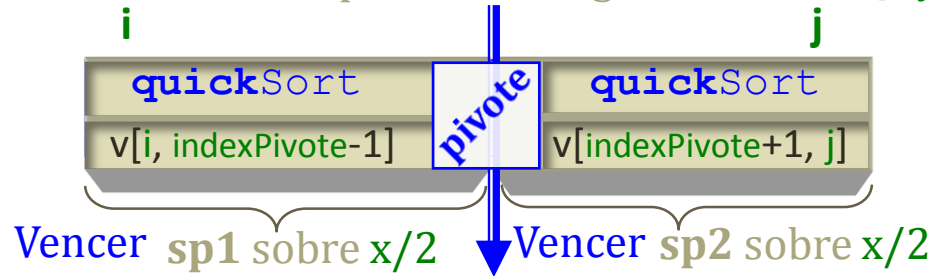 i j
quickSort quickSort
pivote
v[i, indexPivote-1] v[indexPivote+1, j]
Vencer sp1 sobre x/2 Vencer sp2 sobre x/2